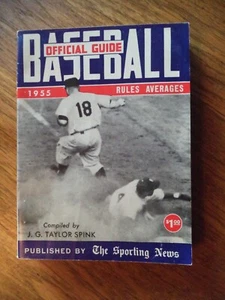 OFFICIAL GUIDE
BASEBALL
1955 RULES AVERAGES
18
Compiled by
J. G. TAYLOR SPINK
$1.00
PUBLISHED BY The Sporting News